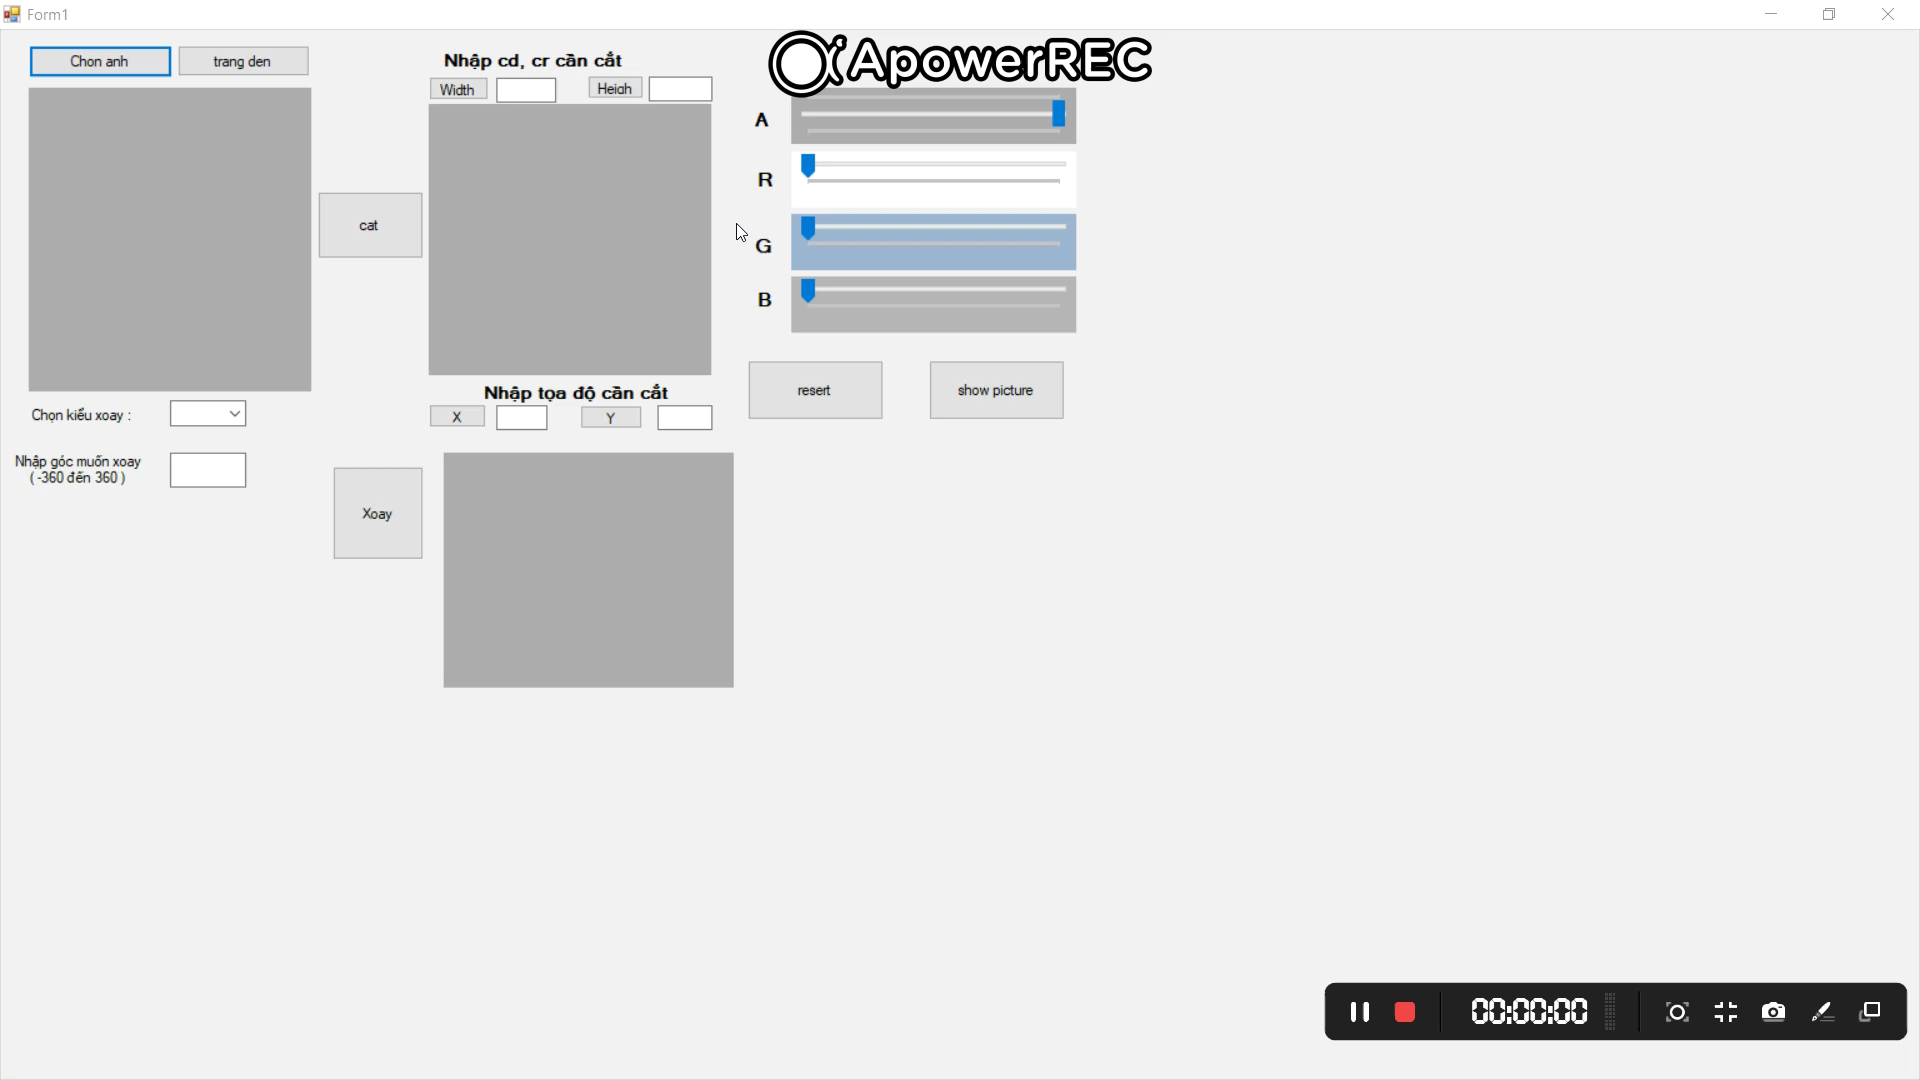 Form1
Chon anh
trang den
Nhập cd, cr cần cắt
ApowerREC
Width
Heigh
A
R
cat
G
B
resert
show picture
Nhập tọa độ cần cắt
Chọn kiểu xoay :
X
Y
Nhập góc muốn xoay
( -360 đến 360 )
Xoay
00:00:00